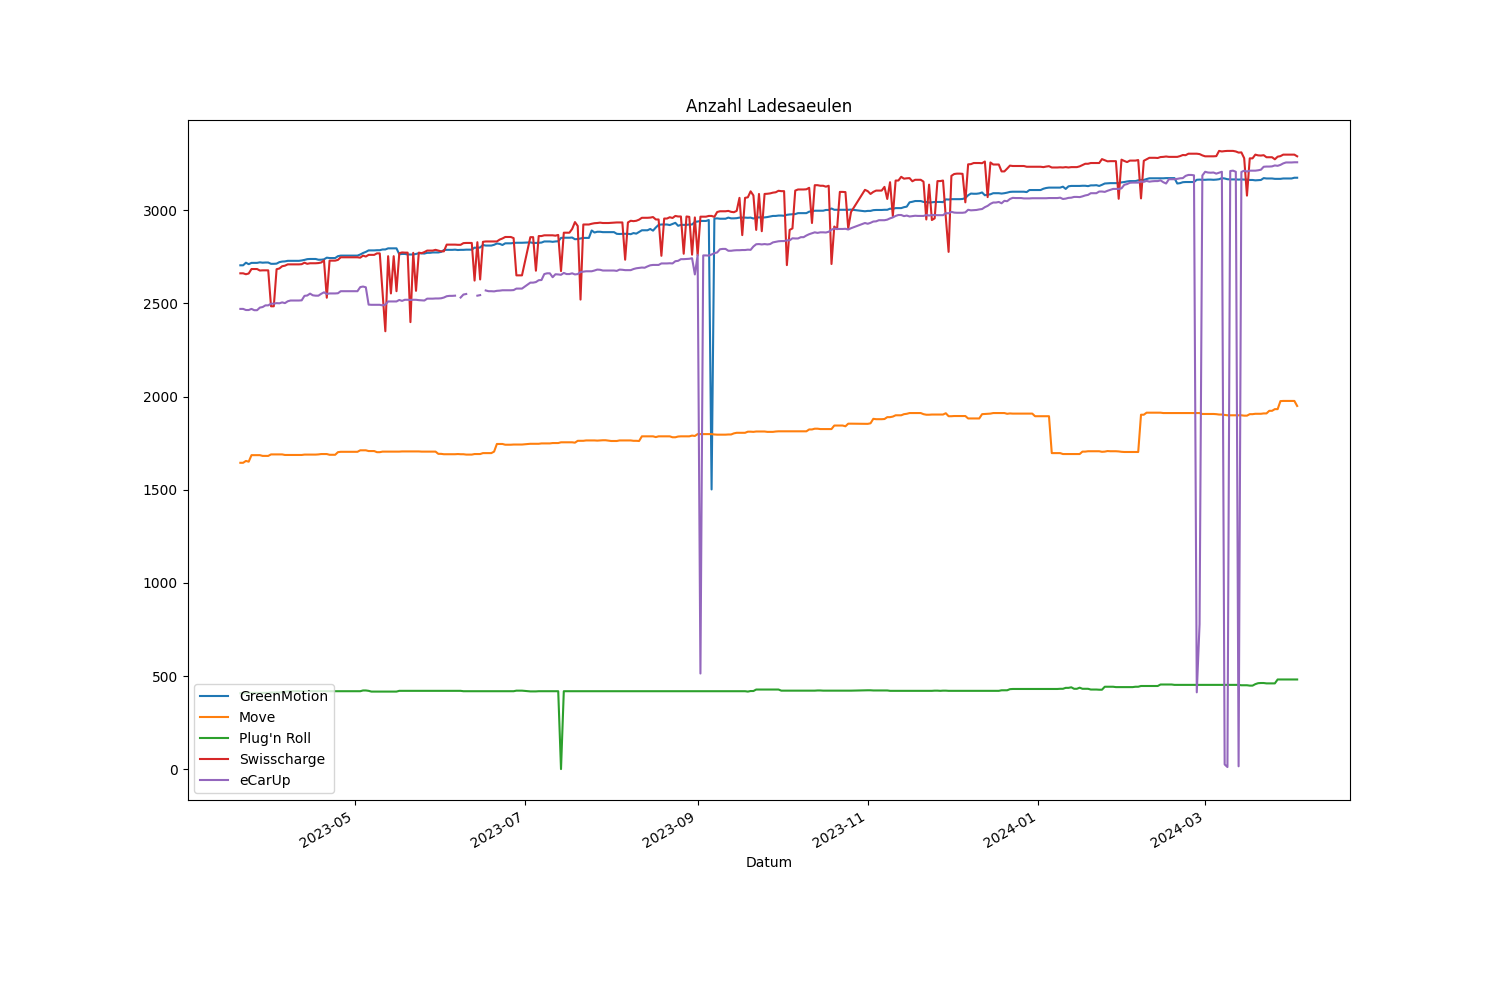 Anzahl Ladesaeulen
3000
2500
2000
1500
1000
500
0
GreenMotion
Move
Plug'n Roll
Swisscharge
eCarUp
2023-05
2023-07
2023-09
2023-11
2024-01
2024-03
Datum